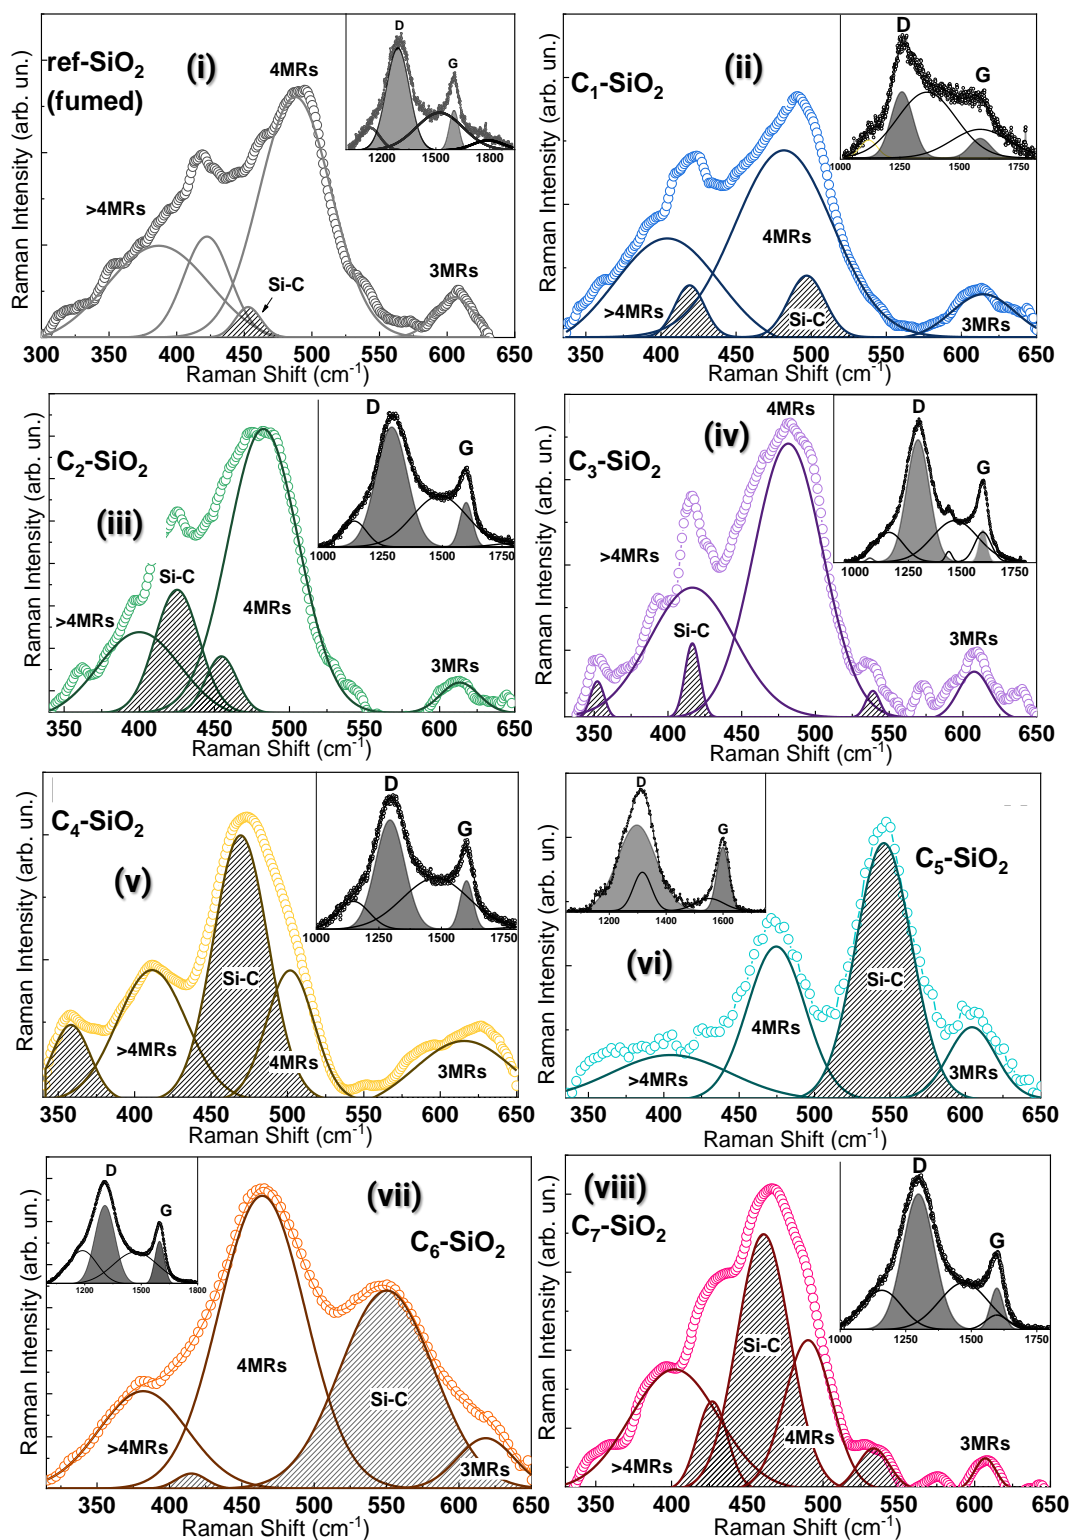 Raman Intensity (arb. un.)
ref-SiO2
(fumed)
(i)
4MRs
>4MRs
Si-C
3MRs
D
G
1200 1500 1800
300 350 400 450 500 550 600 650
Raman Shift (cm-1)
Raman Intensity (arb. un.)
C1-SiO2
(ii)
4MRs
>4MRs
Si-C
3MRs
D
G
1000 1250 1500 1750
350 400 450 500 550 600 650
Raman Shift (cm-1)
Raman Intensity (arb. un.)
C2-SiO2
(iii)
Si-C
>4MRs
4MRs
3MRs
D
G
1000 1250 1500 1750
350 400 450 500 550 600 650
Raman Shift (cm-1)
Raman Intensity (arb. un.)
C3-SiO2
4MRs
(iv)
>4MRs
Si-C
3MRs
D
G
1000 1250 1500 1750
350 400 450 500 550 600 650
Raman Shift (cm-1)
Raman Intensity (arb. un.)
C4-SiO2
(v)
Si-C
>4MRs
4MRs
3MRs
D
G
1000 1250 1500 1750
350 400 450 500 550 600 650
Raman Shift (cm-1)
Raman Intensity (arb. un.)
D
G
1200 1400 1600
C5-SiO2
(vi)
Si-C
4MRs
>4MRs
3MRs
350 400 450 500 550 600 650
Raman Shift (cm-1)
Raman Intensity (arb. un.)
D
G
1200 1500 1800
(vii)
C6-SiO2
4MRs
Si-C
>4MRs
3MRs
350 400 450 500 550 600 650
Raman Shift (cm-1)
Raman Intensity (arb. un.)
(viii)
C7-SiO2
Si-C
4MRs
>4MRs
3MRs
D
G
1000 1250 1500 1750
350 400 450 500 550 600 650
Raman Shift (cm-1)